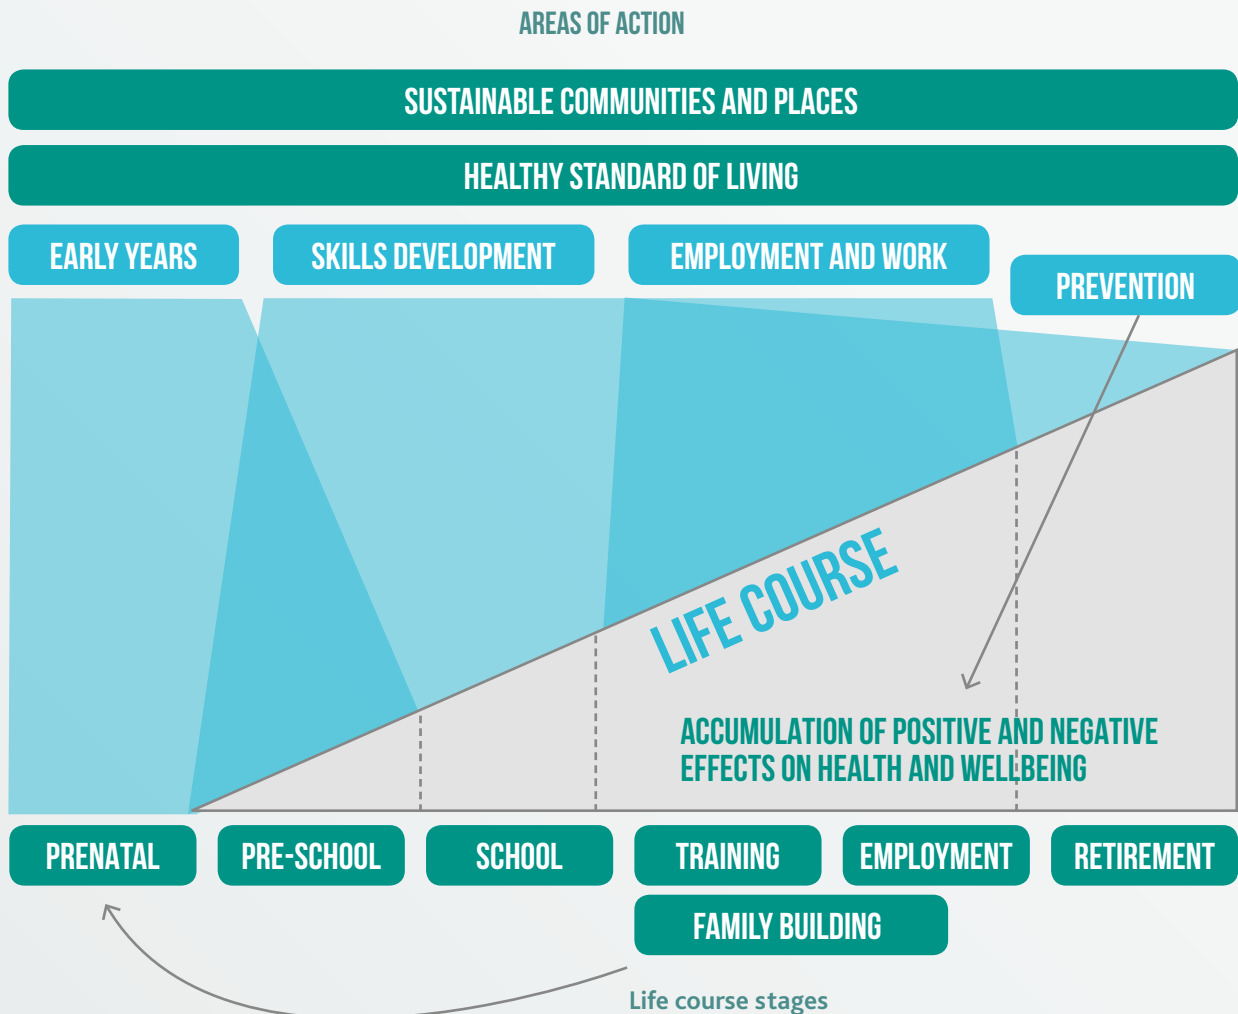 AREAS OF ACTION
SUSTAINABLE COMMUNITIES AND PLACES
HEALTHY STANDARD OF LIVING
EARLY YEARS
SKILLS DEVELOPMENT
EMPLOYMENT AND WORK
PREVENTION
LIFE COURSE
ACCUMULATION OF POSITIVE AND NEGATIVE
EFFECTS ON HEALTH AND WELLBEING
PRENATAL
PRE-SCHOOL
SCHOOL
TRAINING
EMPLOYMENT
RETIREMENT
FAMILY BUILDING
Life course stages